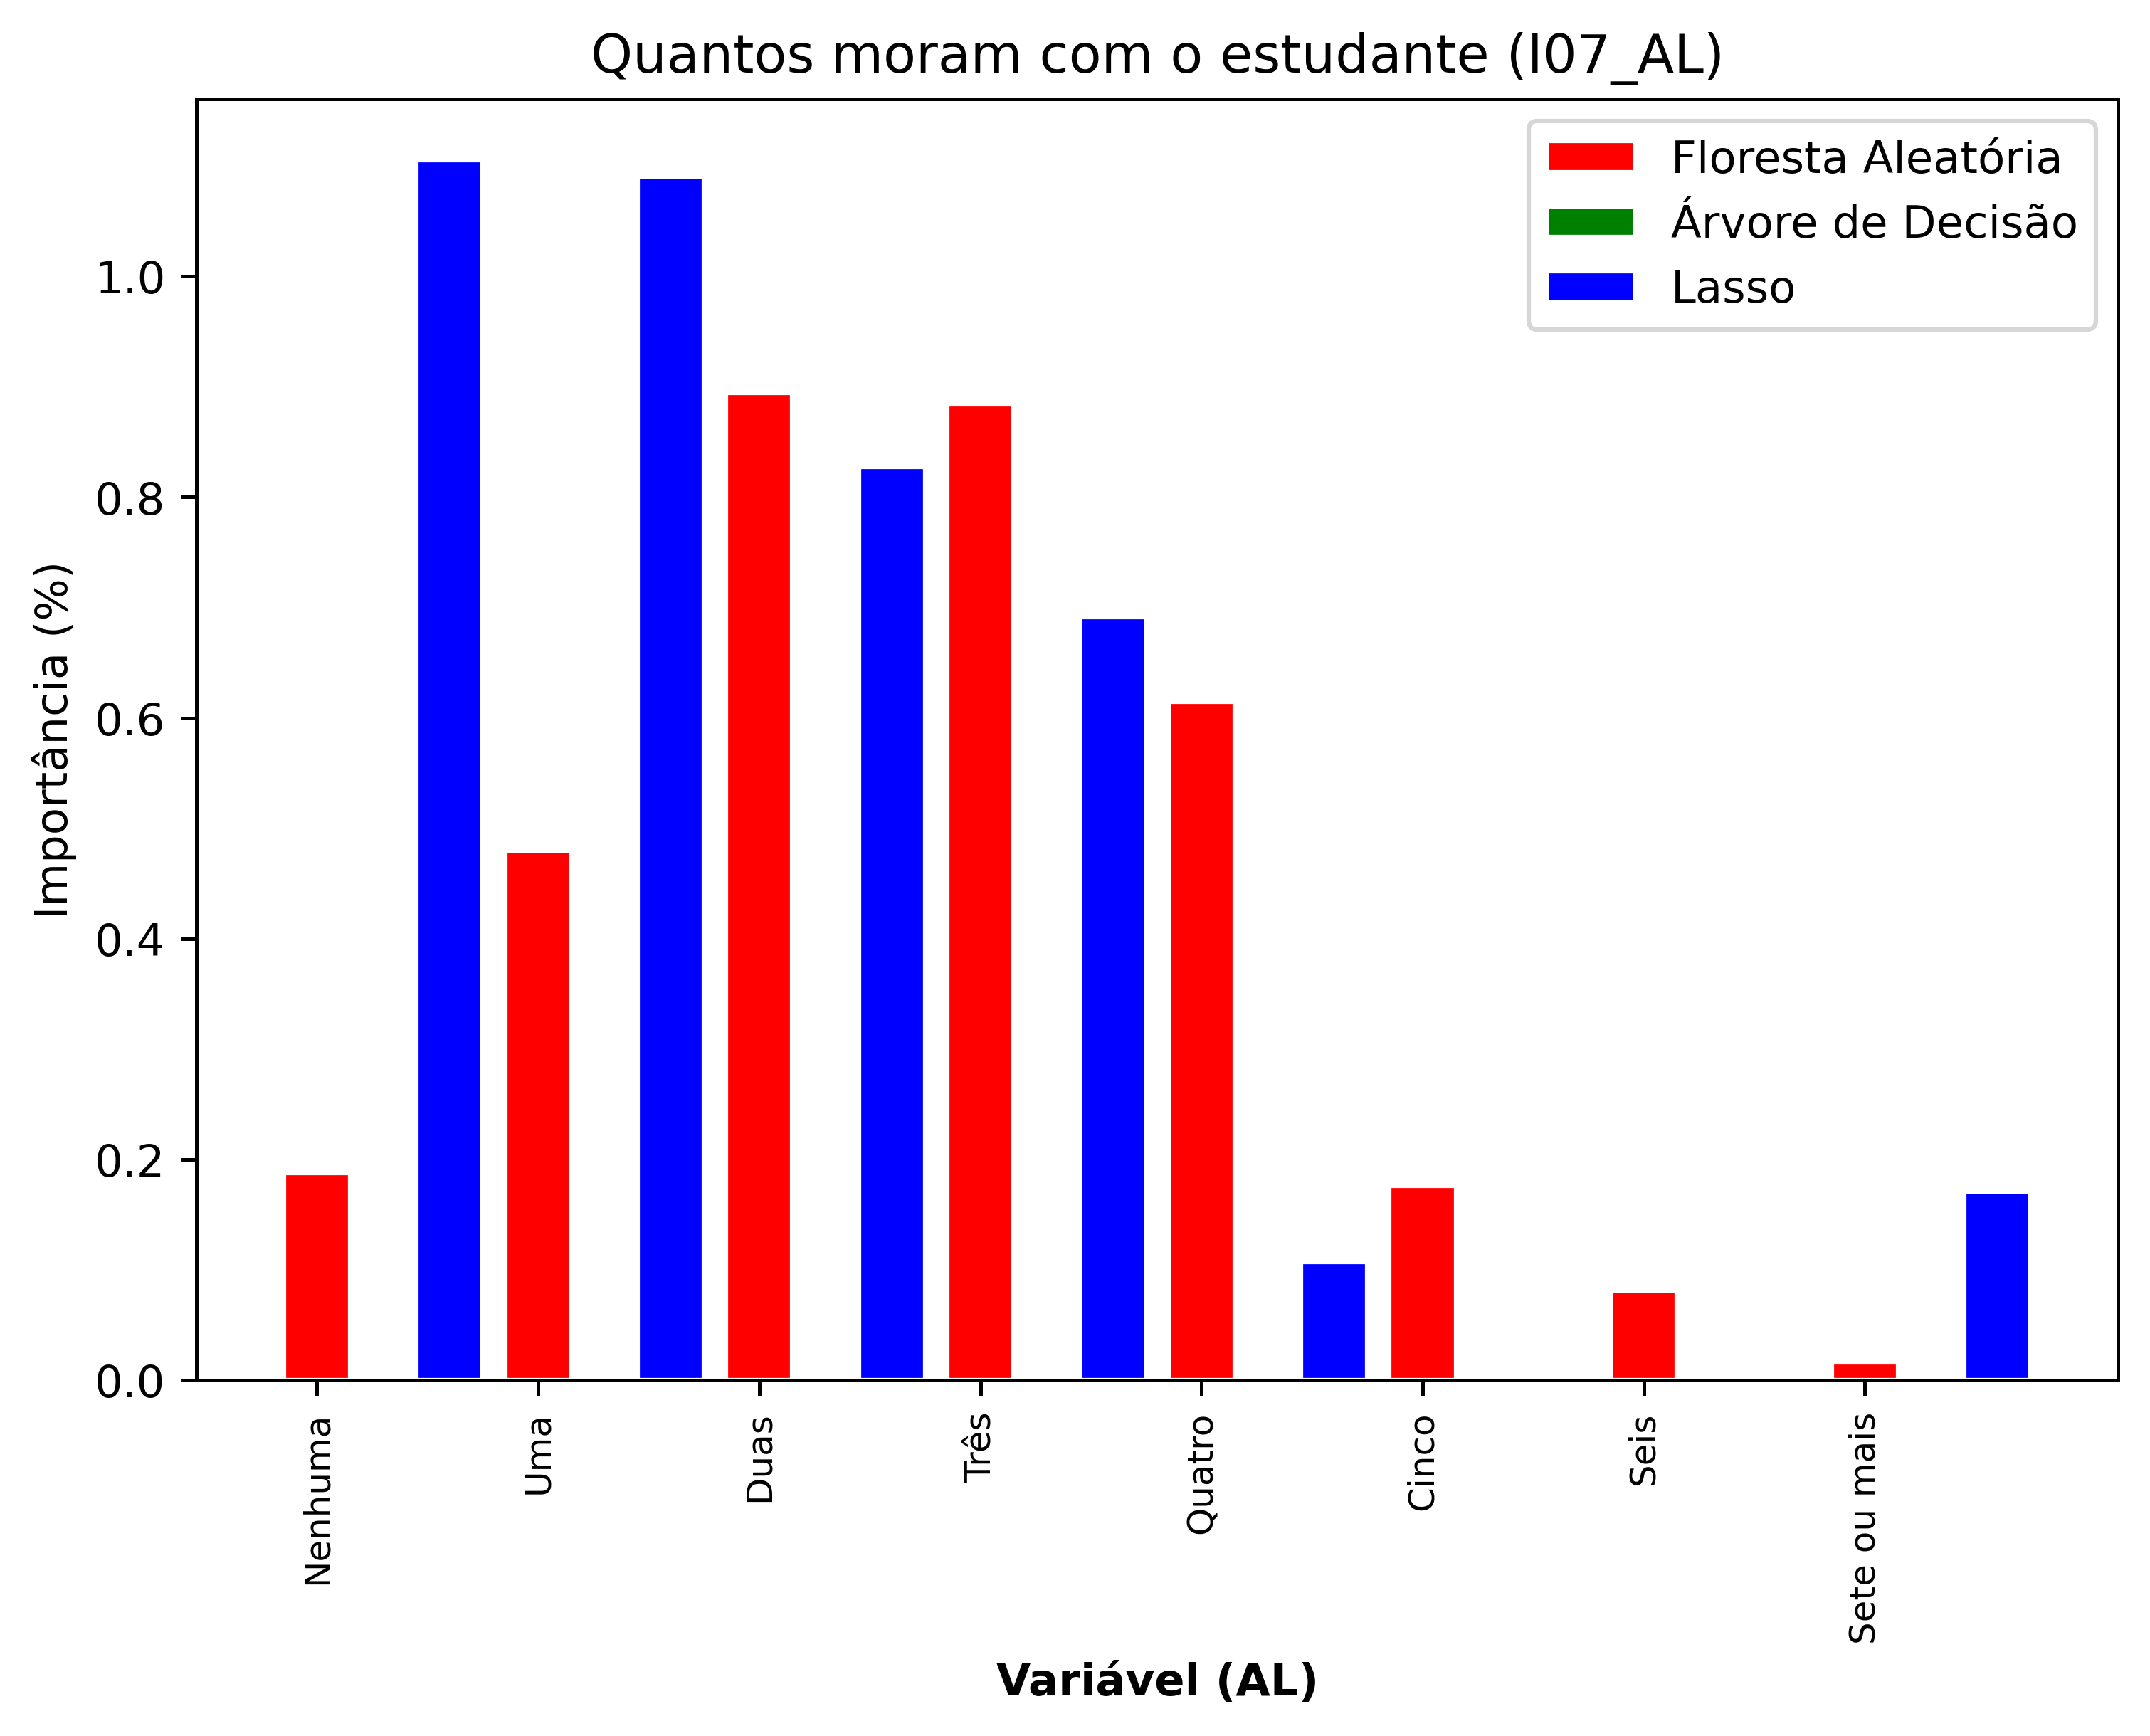 Quantos moram com o estudante (I07_AL)
Floresta Aleatória
Árvore de Decisão
Lasso
Importância (%)
1.0
0.8
0.6
0.4
0.2
0.0
Nenhuma
Uma
Duas
Três
Quatro
Cinco
Seis
Sete ou mais
Variável (AL)